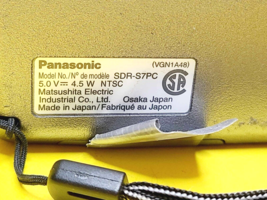 Panasonic (VGN1A48)
Model No./N° de modèle SDR-S7PC
5.0 V⎓ 4.5 W NTSC
Matsushita Electric
Industrial Co., Ltd. Osaka Japan
Made in Japan/Fabriqué au Japon